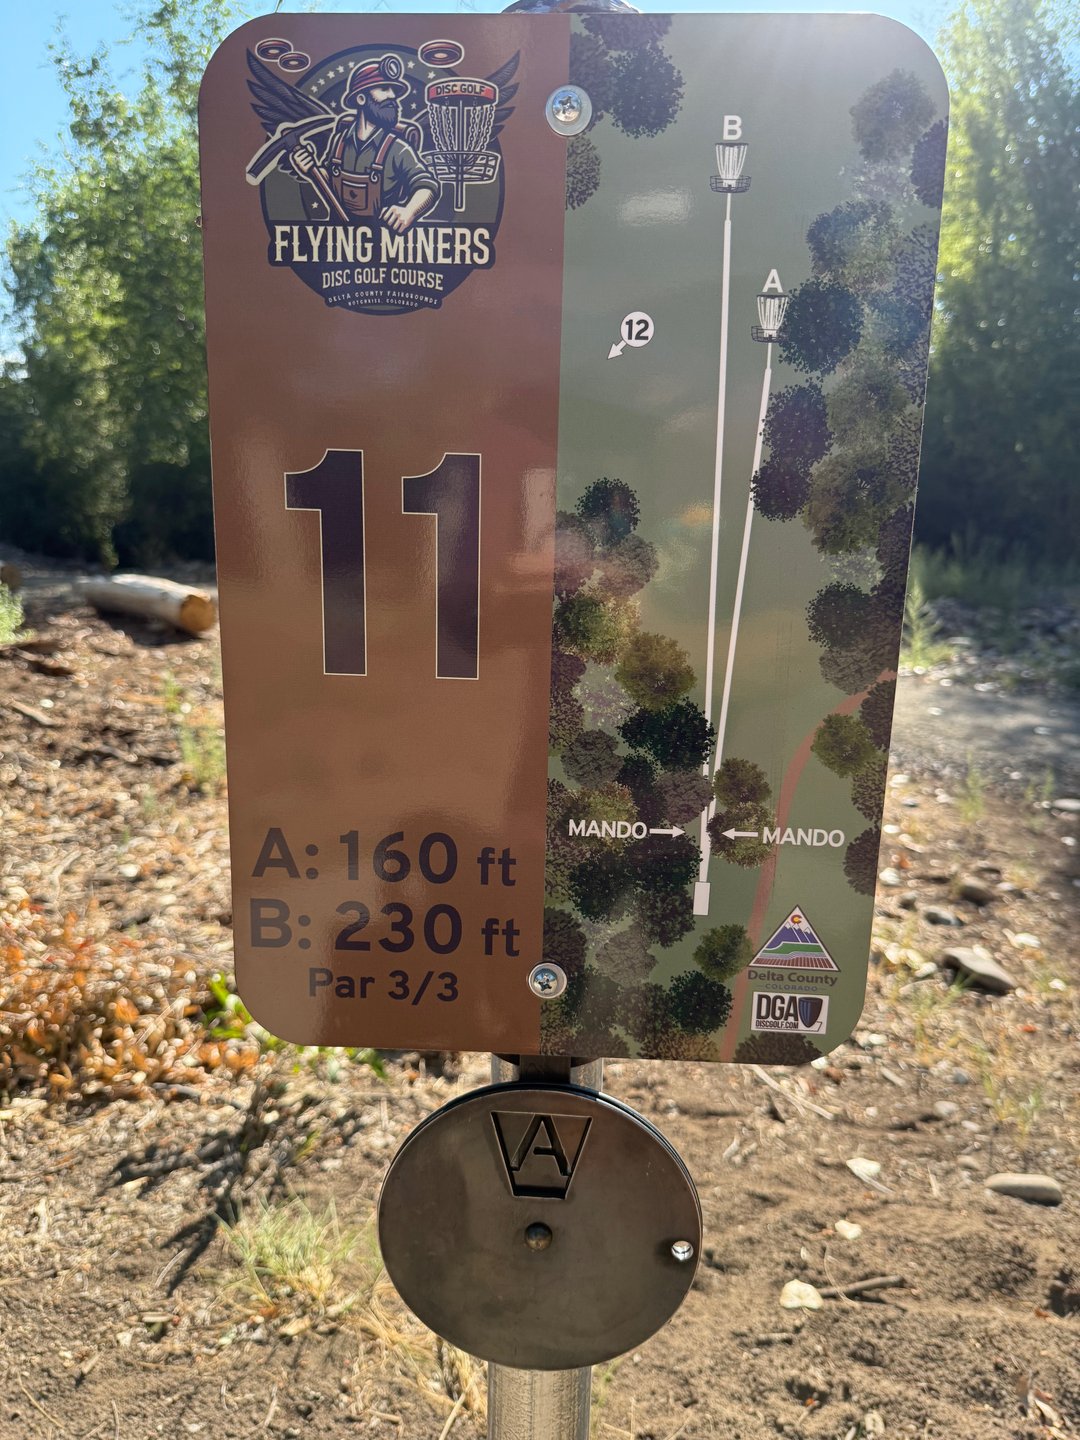 DISC GOLF
FLYING MINERS
DISC GOLF COURSE
DELTA COUNTY FAIRGROUNDS
HOTCHKISS, COLORADO
11
A: 160 ft
B: 230 ft
Par 3/3
B
A
12
MANDO
MANDO
C
Delta County
COLORADO
DGA
DISCGOLF.COM
A